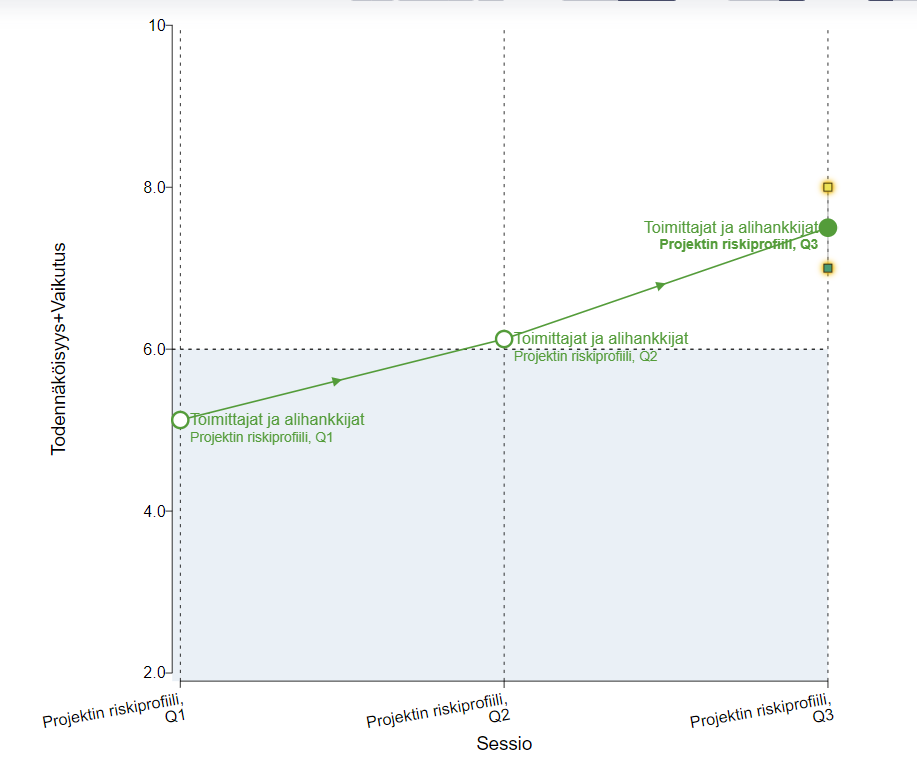 10
8.0
6.0
4.0
2.0
Todennäköisyys+Vaikutus
Toimittajat ja alihankkijat
Projektin riskiprofiili, Q3
Toimittajat ja alihankkijat
Projektin riskiprofiili, Q2
Toimittajat ja alihankkijat
Projektin riskiprofiili, Q1
Projektin riskiprofiili,
Q1
Projektin riskiprofiili,
Q2
Projektin riskiprofiili,
Q3
Sessio